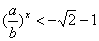 (a/b)^x < -√2 - 1